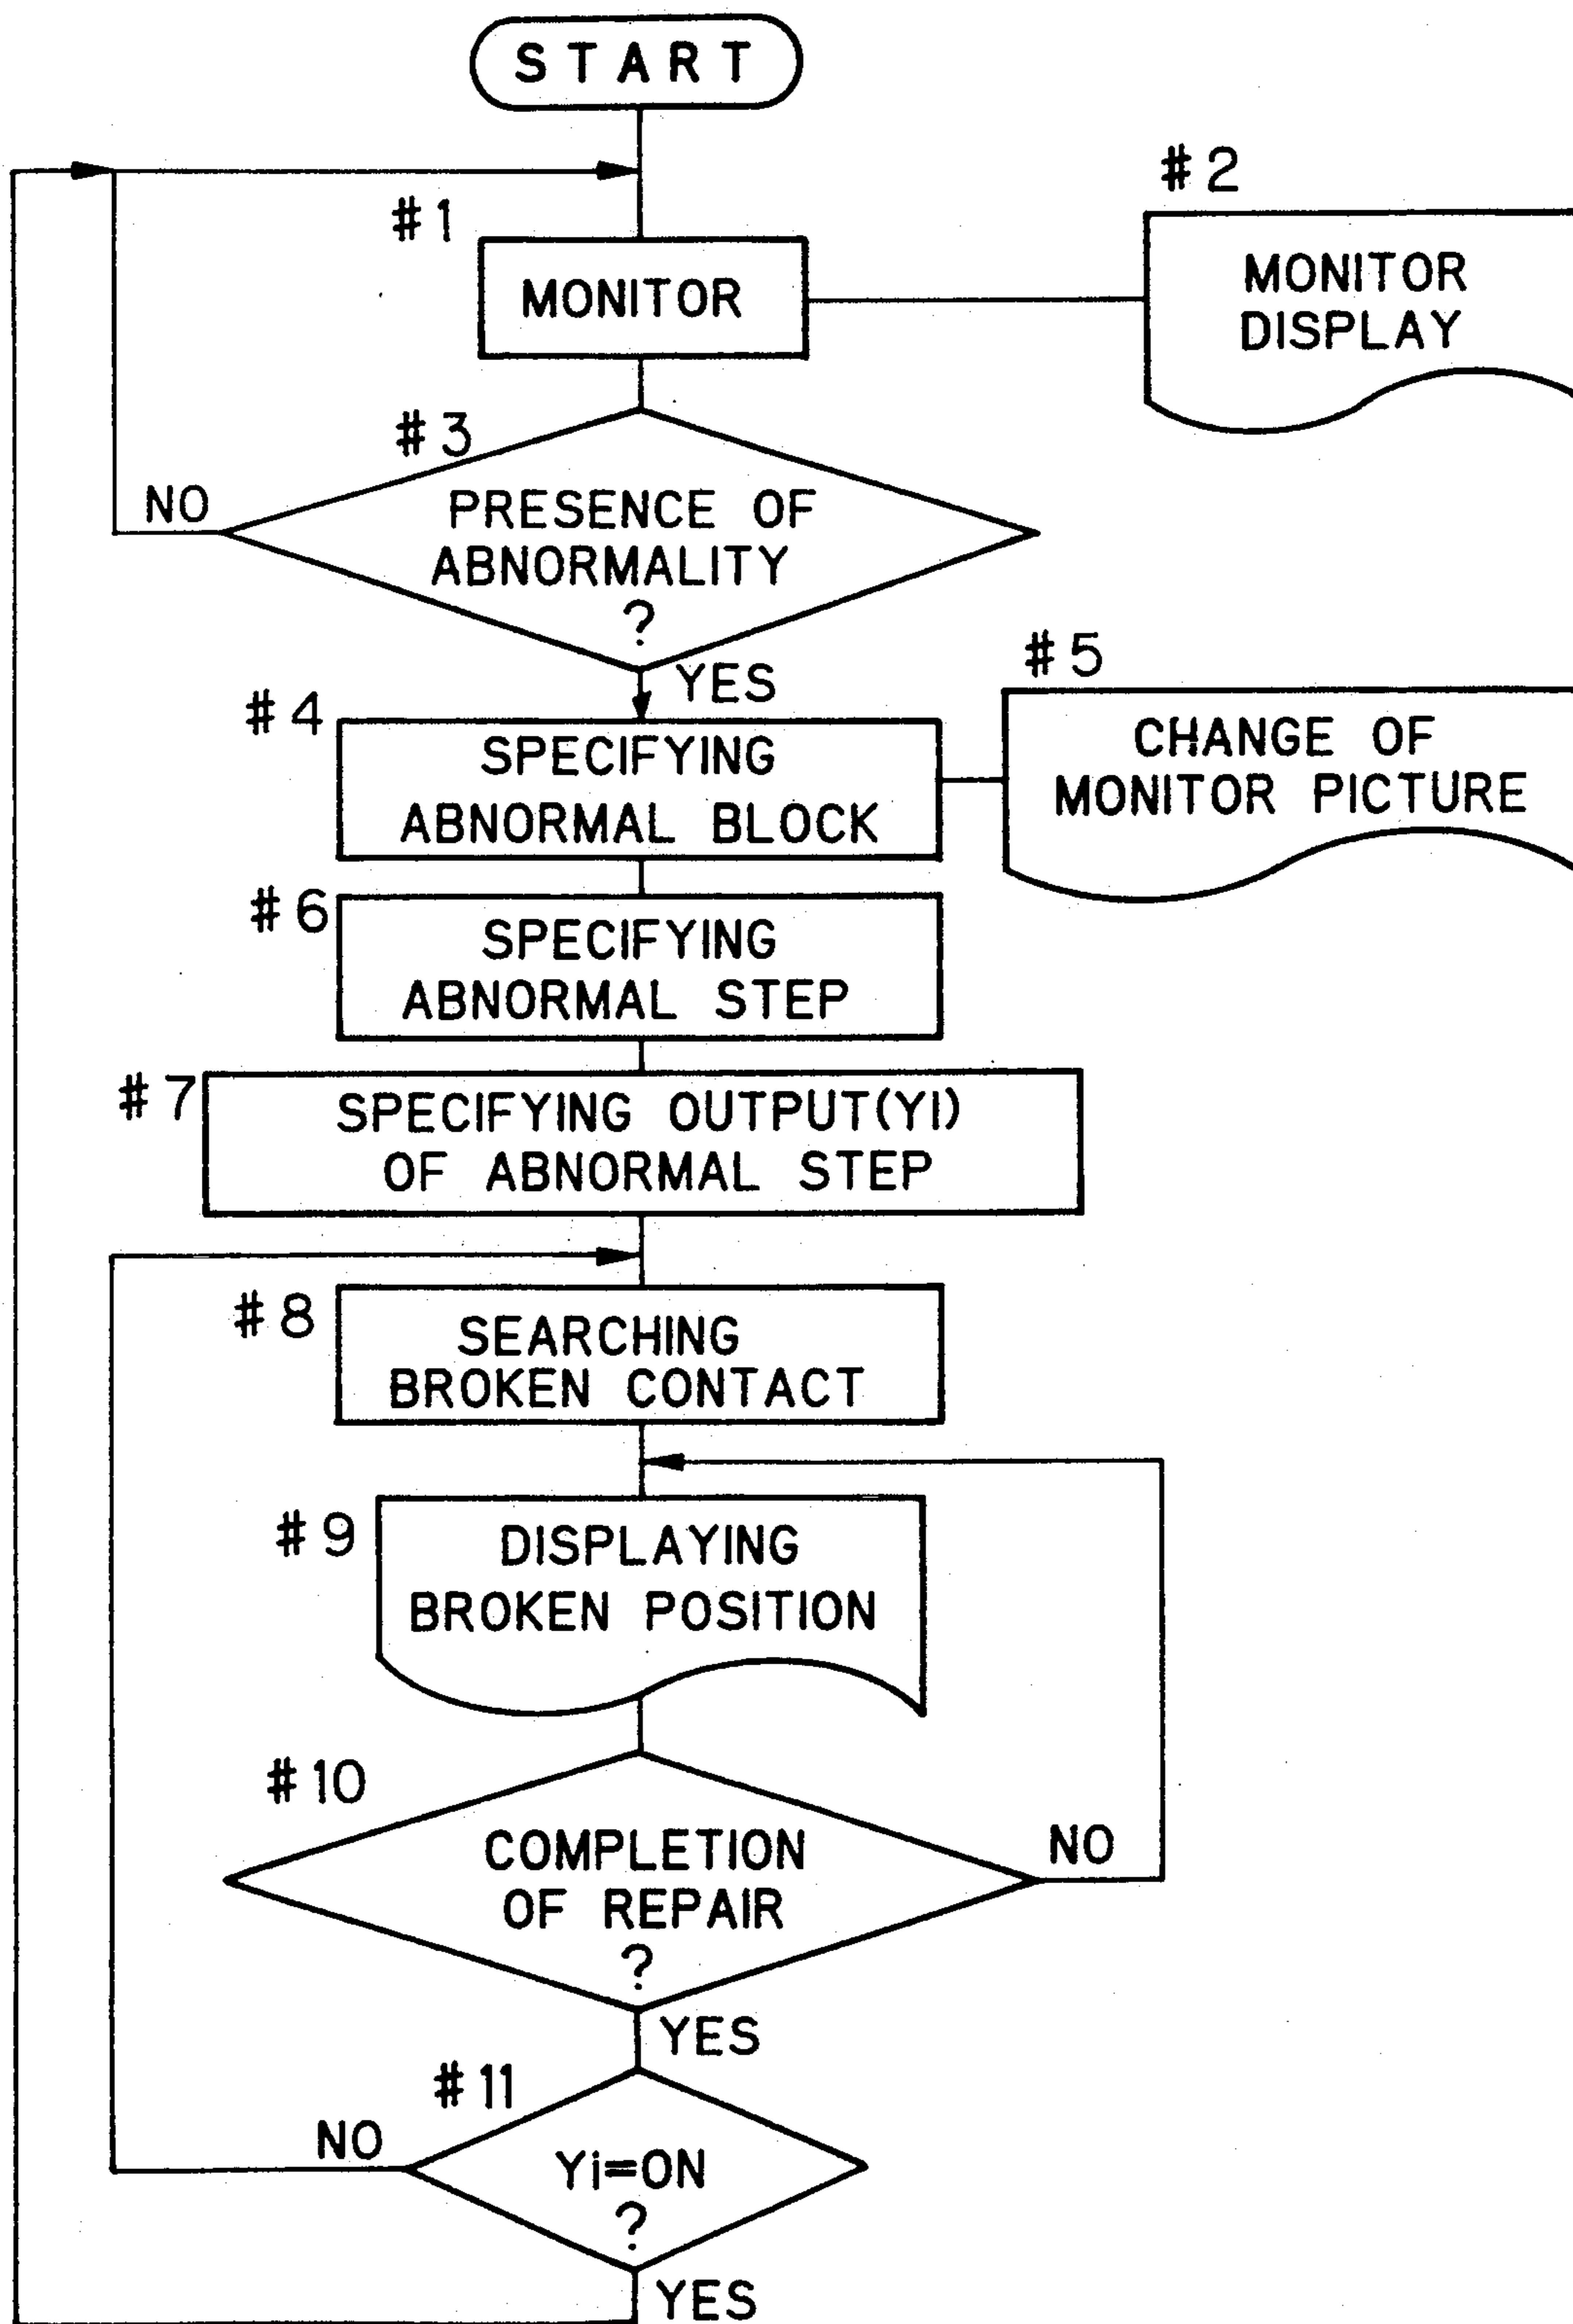 START
#1
MONITOR
#2
MONITOR
DISPLAY
#3
PRESENCE OF
ABNORMALITY
?
NO
YES
#4
SPECIFYING
ABNORMAL BLOCK
#5
CHANGE OF
MONITOR PICTURE
#6
SPECIFYING
ABNORMAL STEP
#7
SPECIFYING OUTPUT(YI)
OF ABNORMAL STEP
#8
SEARCHING
BROKEN CONTACT
#9
DISPLAYING
BROKEN POSITION
#10
COMPLETION
OF REPAIR
?
NO
YES
#11
Yi=ON
?
NO
YES